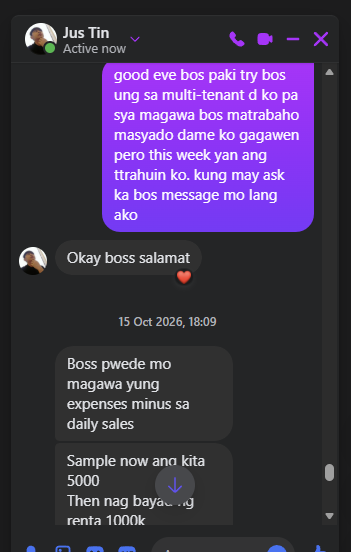 Jus Tin
Active now
good eve bos paki try bos
ung sa multi-tenant d ko pa
sya magawa bos matrabaho
masyado dame ko gagawen
pero this week yan ang
ttrahuin ko. kung may ask
ka bos message mo lang
ako
Okay boss salamat
15 Oct 2026, 18:09
Boss pwede mo
magawa yung
expenses minus sa
daily sales
Sample now ang kita
5000
Then nag bayad ng
renta 1000k